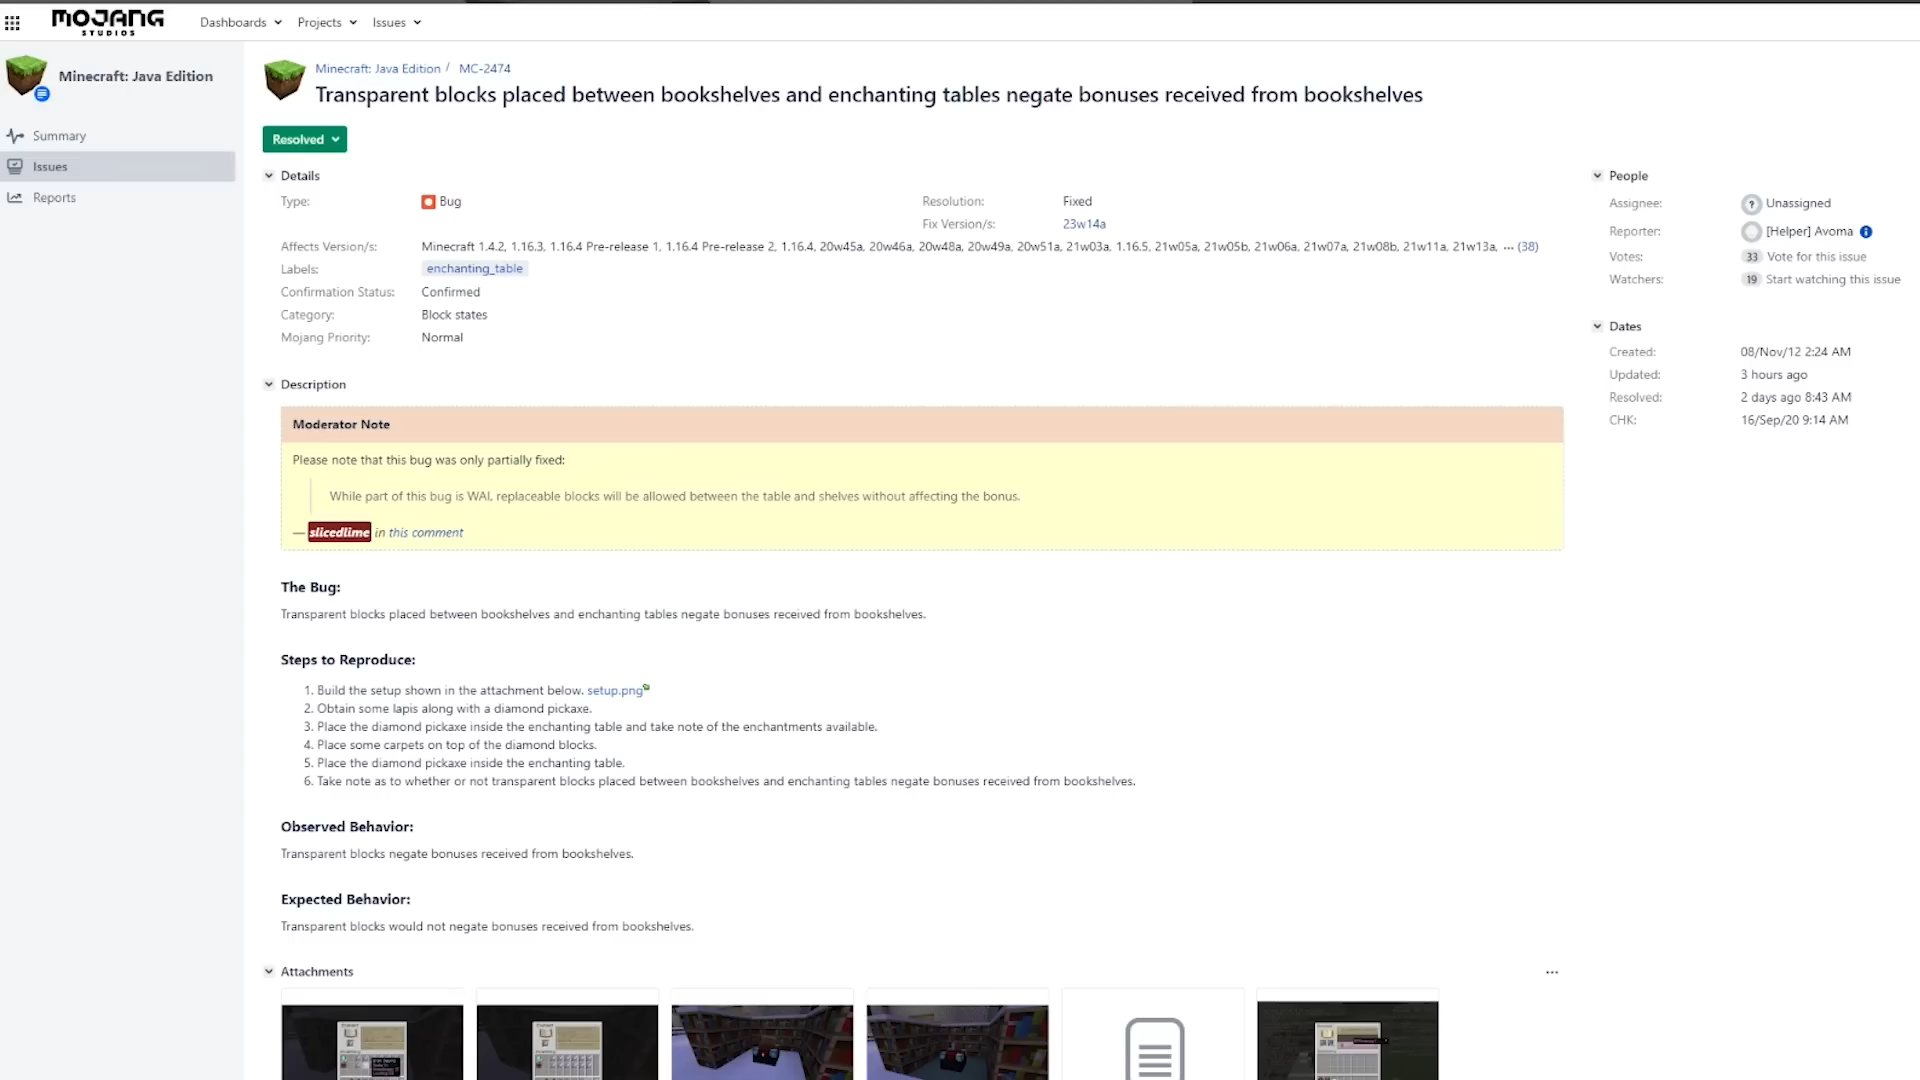 MOJANG
STUDIOS
Dashboards Projects Issues
Minecraft: Java Edition
Summary
Issues
Reports
Minecraft: Java Edition / MC-2474
Transparent blocks placed between bookshelves and enchanting tables negate bonuses received from bookshelves
Resolved
Details
Type: Bug
Resolution: Fixed
Fix Version/s: 23w14a
Affects Version/s: Minecraft 1.4.2, 1.16.3, 1.16.4 Pre-release 1, 1.16.4 Pre-release 2, 1.16.4, 20w45a, 20w46a, 20w48a, 20w49a, 20w51a, 21w03a, 1.16.5, 21w05a, 21w05b, 21w06a, 21w07a, 21w08b, 21w11a, 21w13a, ... (38)
Labels: enchanting_table
Confirmation Status: Confirmed
Category: Block states
Mojang Priority: Normal
People
Assignee: ? Unassigned
Reporter: [Helper] Avoma i
Votes: 33 Vote for this issue
Watchers: 19 Start watching this issue
Dates
Created: 08/Nov/12 2:24 AM
Updated: 3 hours ago
Resolved: 2 days ago 8:43 AM
CHK: 16/Sep/20 9:14 AM
Description
Moderator Note
Please note that this bug was only partially fixed:
While part of this bug is WAI, replaceable blocks will be allowed between the table and shelves without affecting the bonus.
— slicedlime in this comment
The Bug:
Transparent blocks placed between bookshelves and enchanting tables negate bonuses received from bookshelves.
Steps to Reproduce:
1. Build the setup shown in the attachment below. setup.png
2. Obtain some lapis along with a diamond pickaxe.
3. Place the diamond pickaxe inside the enchanting table and take note of the enchantments available.
4. Place some carpets on top of the diamond blocks.
5. Place the diamond pickaxe inside the enchanting table.
6. Take note as to whether or not transparent blocks placed between bookshelves and enchanting tables negate bonuses received from bookshelves.
Observed Behavior:
Transparent blocks negate bonuses received from bookshelves.
Expected Behavior:
Transparent blocks would not negate bonuses received from bookshelves.
Attachments ...